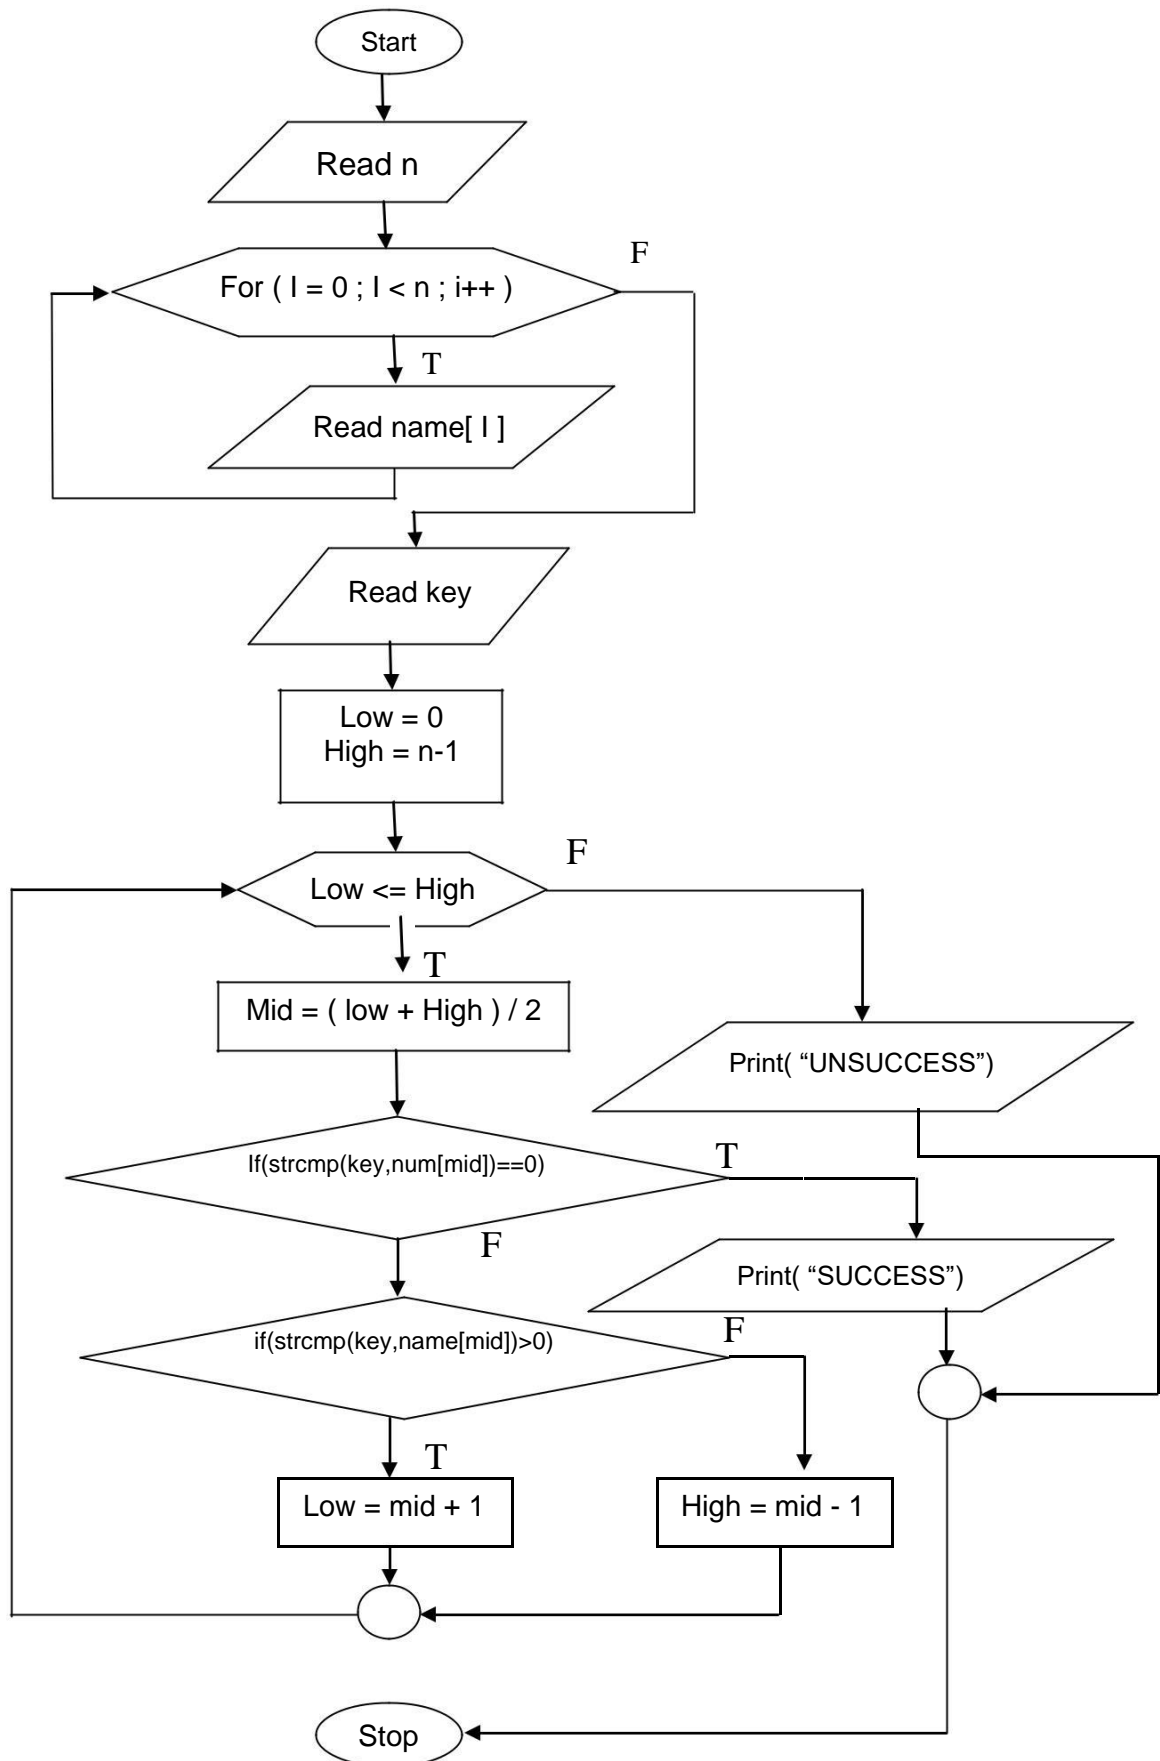 Start
Read n
F
For ( I = 0 ; I < n ; i++ )
T
Read name[ I ]
Read key
Low = 0
High = n-1
F
Low <= High
T
Mid = ( low + High ) / 2
Print( “UNSUCCESS”)
If(strcmp(key,num[mid])==0)
T
F
Print( “SUCCESS”)
if(strcmp(key,name[mid])>0)
F
T
Low = mid + 1
High = mid - 1
Stop